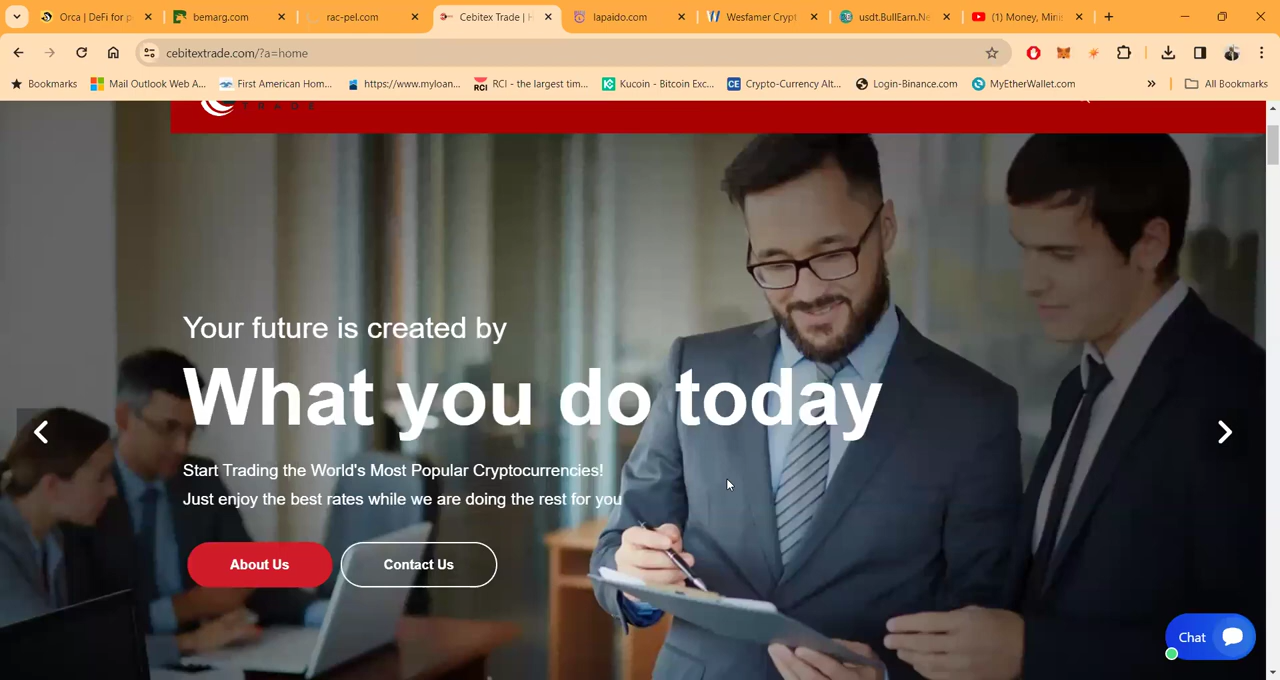 Orca | DeFi for p
bemarg.com
rac-pel.com
Cebitex Trade | H
lapaido.com
Wesfamer Crypt
usdt.BullEarn.Ne
(1) Money, Mini
cebitextrade.com/?a=home
Bookmarks
Mail Outlook Web A...
First American Hom...
https://www.myloan...
RCI
RCI - the largest tim...
Kucoin - Bitcoin Exc...
CE
Crypto-Currency Alt...
Login-Binance.com
MyEtherWallet.com
»
All Bookmarks
TRADE
Your future is created by
What you do today
Start Trading the World's Most Popular Cryptocurrencies!
Just enjoy the best rates while we are doing the rest for you
About Us
Contact Us
Chat